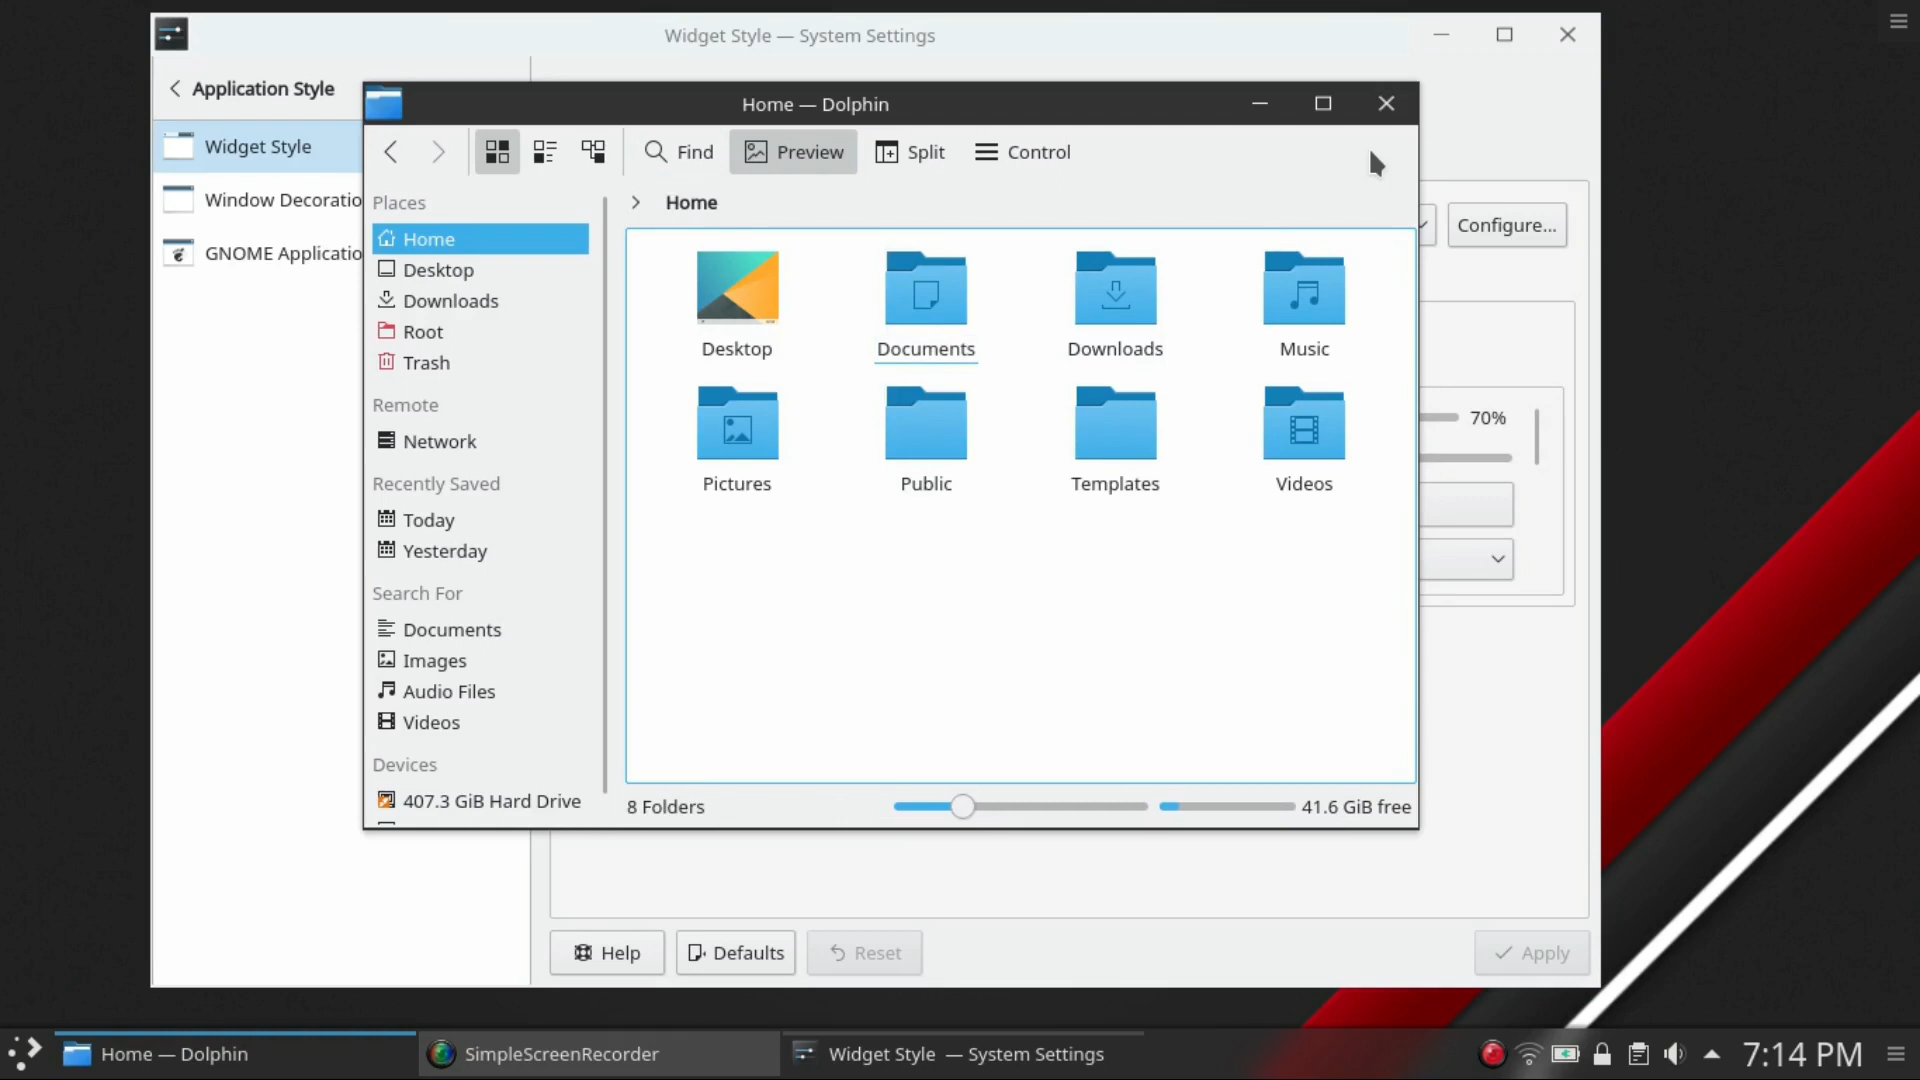 Widget Style — System Settings
Application Style
Widget Style
Window Decoratio
GNOME Applicatio
Configure...
70%
Help
Defaults
Reset
Apply
Home — Dolphin
Find
Preview
Split
Control
Places
Home
Desktop
Downloads
Root
Trash
Remote
Network
Recently Saved
Today
Yesterday
Search For
Documents
Images
Audio Files
Videos
Devices
407.3 GiB Hard Drive
Home
Desktop
Documents
Downloads
Music
Pictures
Public
Templates
Videos
8 Folders
41.6 GiB free
Home — Dolphin
SimpleScreenRecorder
Widget Style — System Settings
7:14 PM